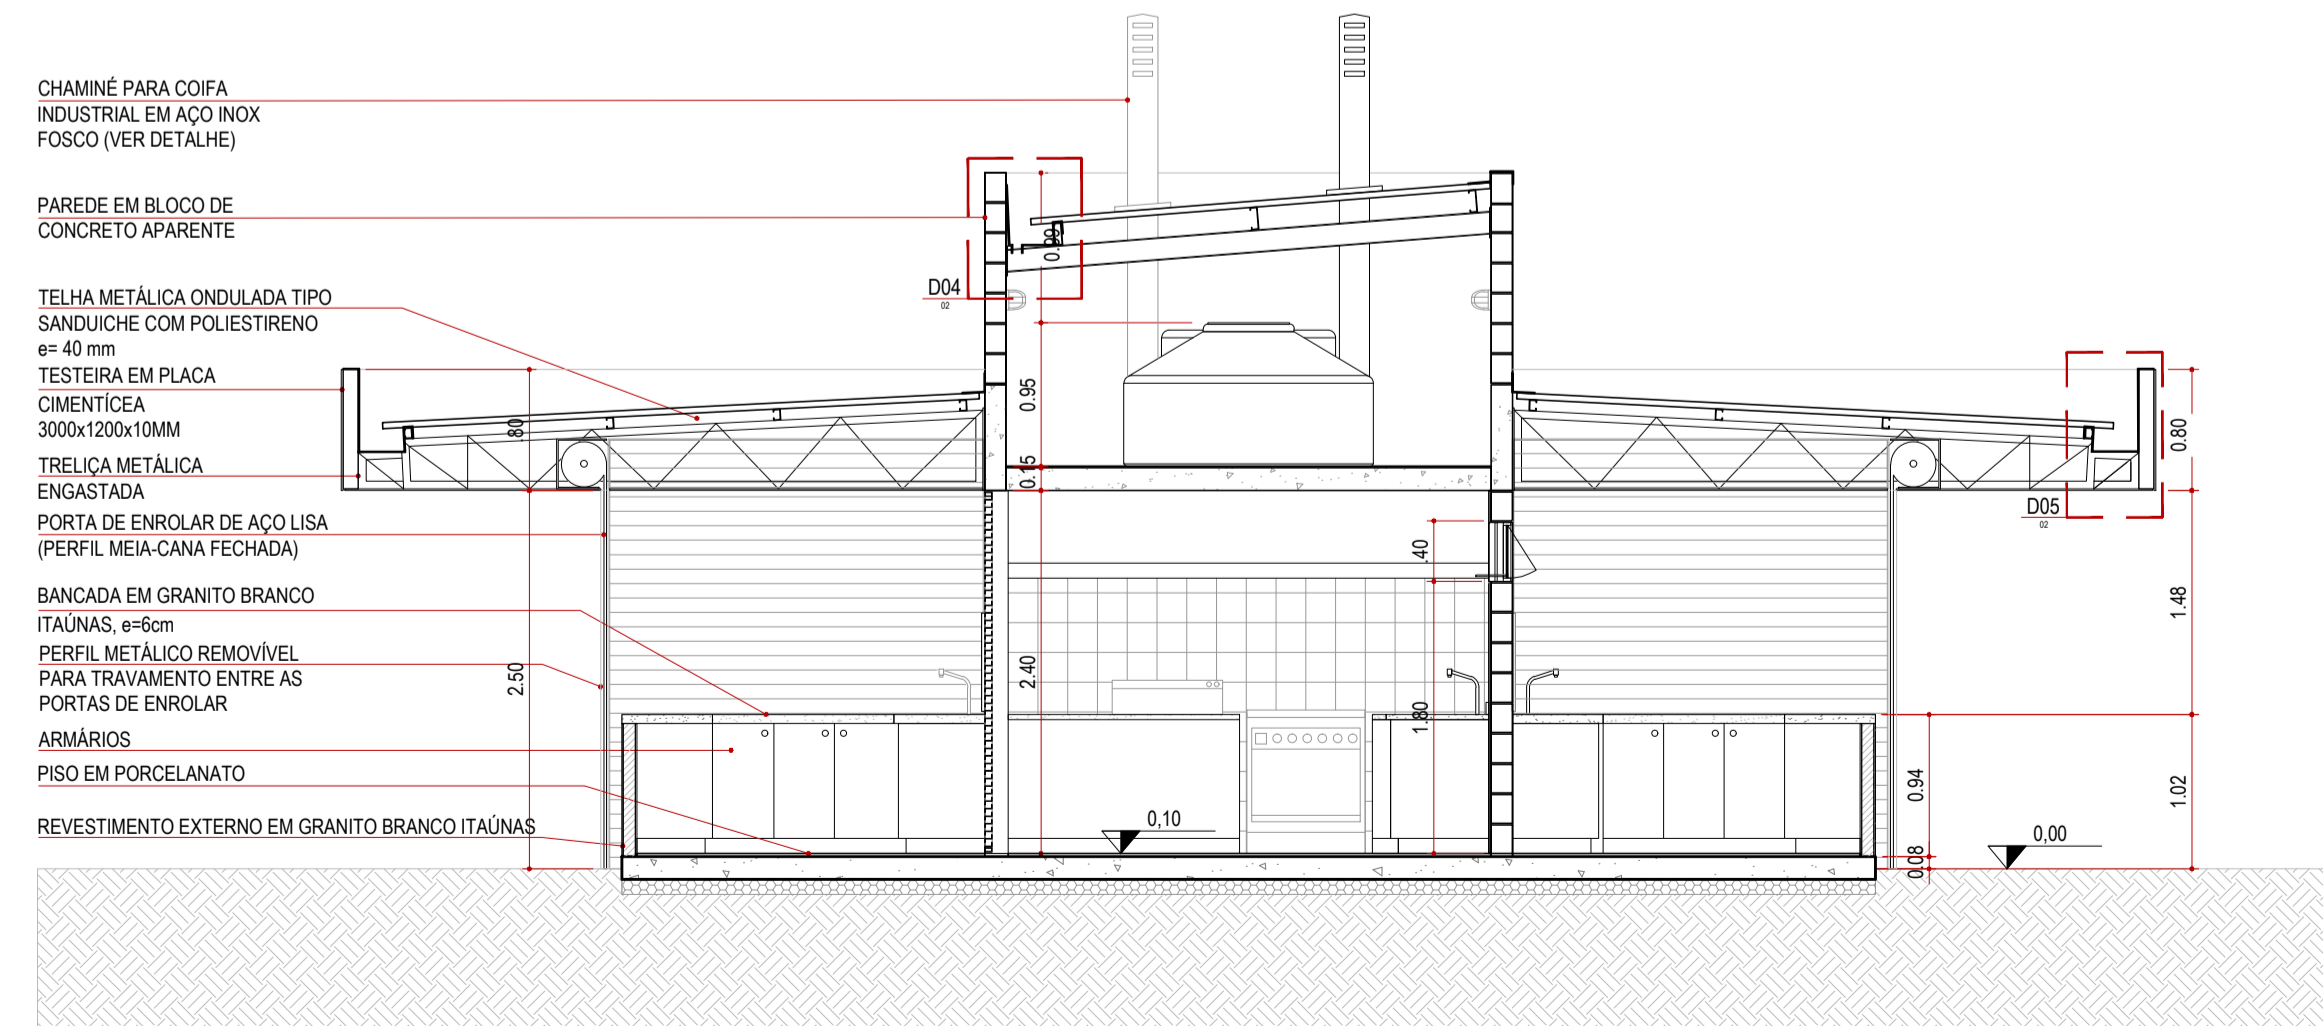 CHAMINÉ PARA COIFA
INDUSTRIAL EM AÇO INOX
FOSCO (VER DETALHE)
PAREDE EM BLOCO DE
CONCRETO APARENTE
TELHA METÁLICA ONDULADA TIPO
SANDUICHE COM POLIESTIRENO
e= 40 mm
TESTEIRA EM PLACA
CIMENTÍCEA
3000x1200x10MM
TRELIÇA METÁLICA
ENGASTADA
PORTA DE ENROLAR DE AÇO LISA
(PERFIL MEIA-CANA FECHADA)
BANCADA EM GRANITO BRANCO
ITAÚNAS, e=6cm
PERFIL METÁLICO REMOVÍVEL
PARA TRAVAMENTO ENTRE AS
PORTAS DE ENROLAR
ARMÁRIOS
PISO EM PORCELANATO
REVESTIMENTO EXTERNO EM GRANITO BRANCO ITAÚNAS
.80
2.50
D04
02
0.99
0.95
0.15
2.40
.40
1.80
0,10
D05
02
0.80
1.48
1.02
0.94
0.08
0,00